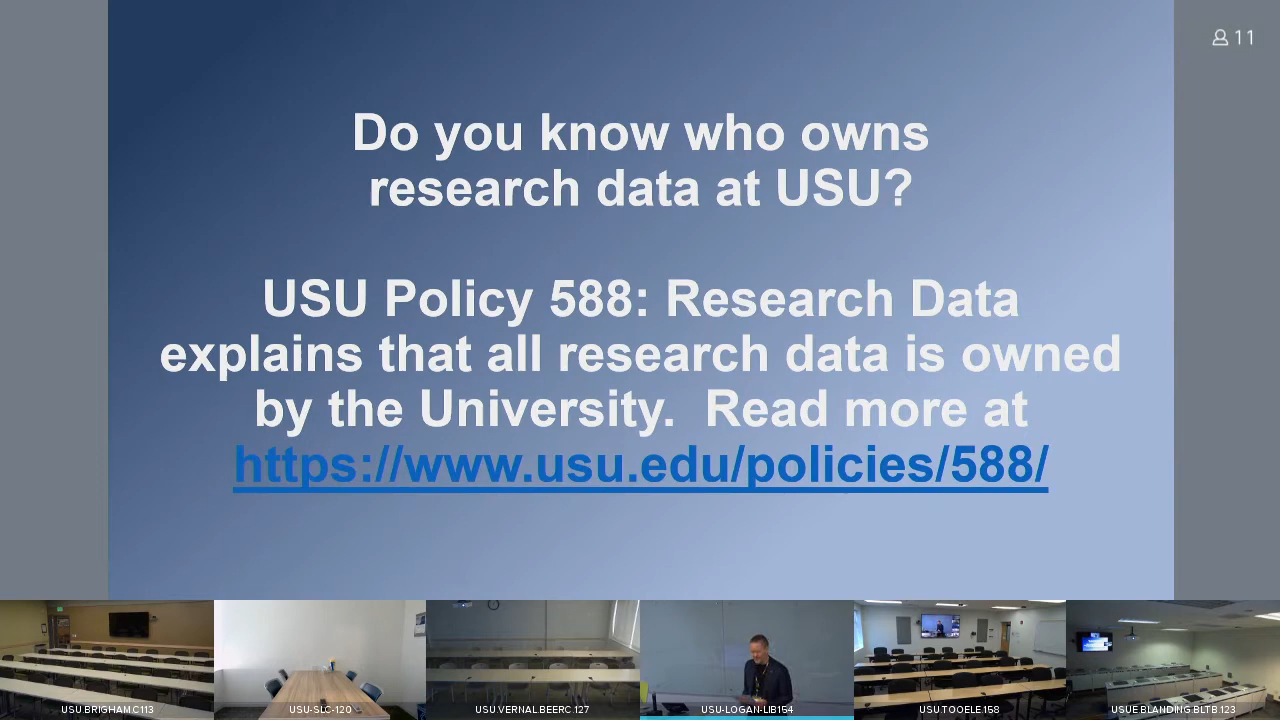 11
Do you know who owns
research data at USU?
USU Policy 588: Research Data
explains that all research data is owned
by the University.  Read more at
https://www.usu.edu/policies/588/
USU BRIGHAM C113
USU-SLC-120
USU.VERNAL.BEERC.127
USU-LOGAN-LIB154
USU.TOOELE.158
USUE BLANDING BLTB.123